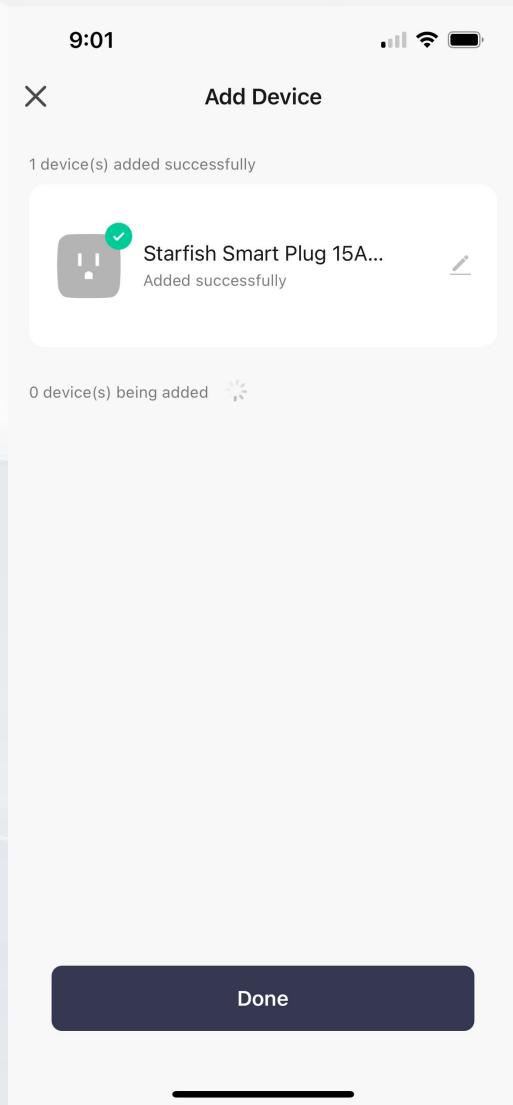 9:01
Add Device
1 device(s) added successfully
Starfish Smart Plug 15A...
Added successfully
0 device(s) being added
Done